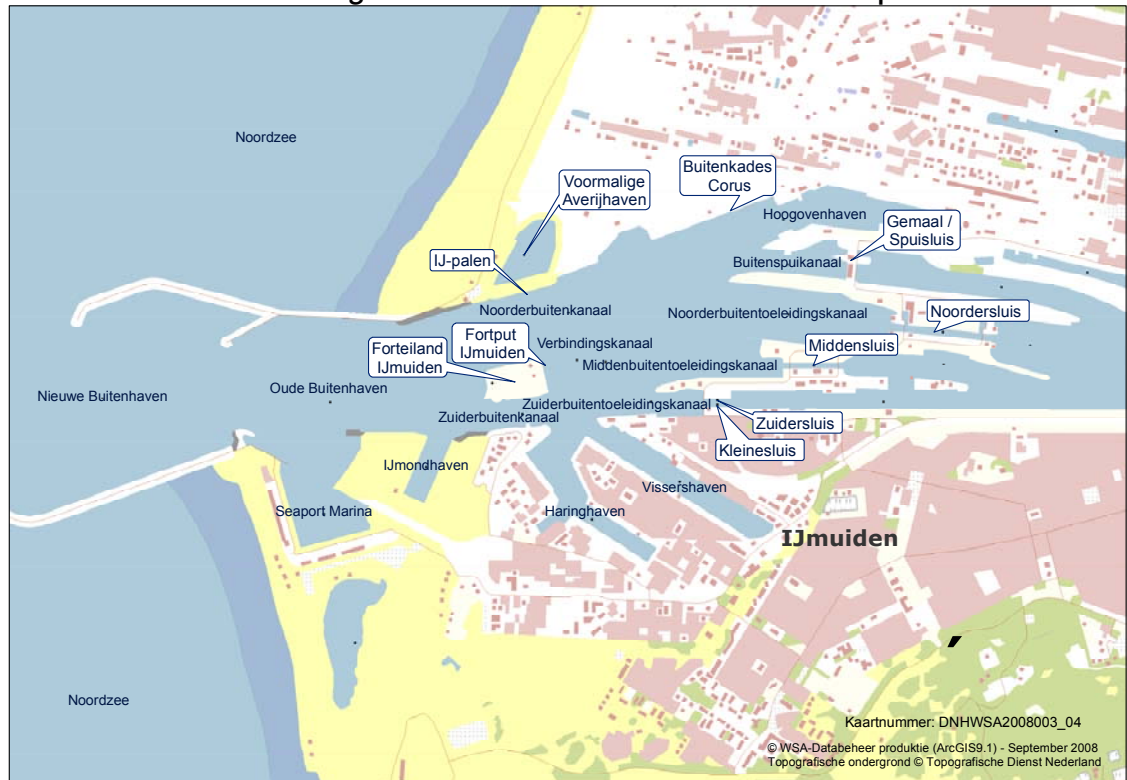 Noordzee
Voormalige
Averijhaven
Buitenkades
Corus
Hoogovenhaven
Gemaal /
Spuisluis
IJ-palen
Buitenspuikanaal
Noorderbuitenkanaal
Noorderbuitentoeleidingskanaal
Noordersluis
Fortput
IJmuiden
Verbindingskanaal
Forteiland
IJmuiden
Middenbuitentoeleidingskanaal
Middensluis
Nieuwe Buitenhaven
Oude Buitenhaven
Zuiderbuitentoeleidingskanaal
Zuiderbuitenkanaal
Zuidersluis
Kleinesluis
IJmondhaven
Vissershaven
Seaport Marina
Haringhaven
IJmuiden
Noordzee
Kaartnummer: DNHWSA2008003_04
© WSA-Databeheer produktie (ArcGIS9.1) - September 2008
Topografische ondergrond © Topografische Dienst Nederland